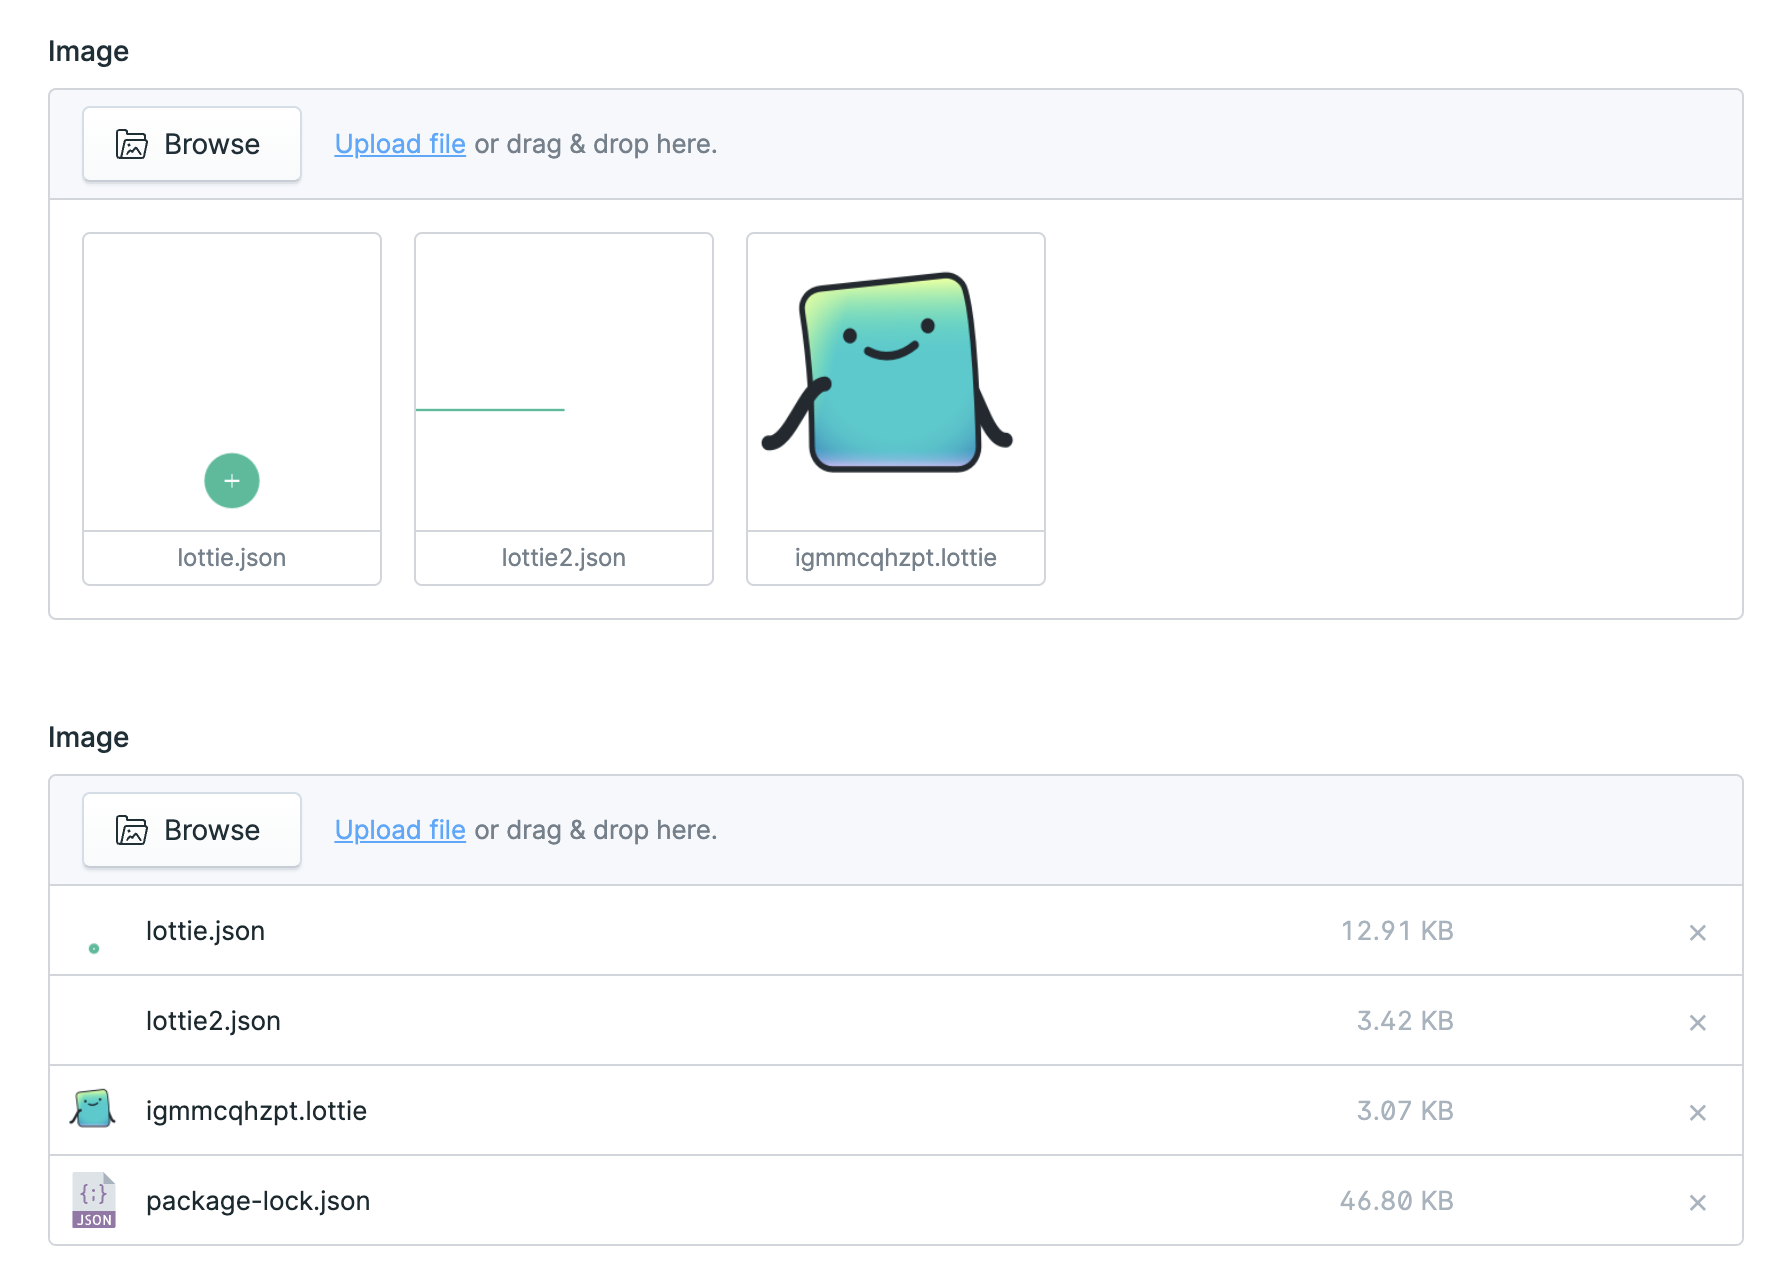 Image
Browse
Upload file or drag & drop here.
lottie.json
lottie2.json
igmmcqhzpt.lottie
Image
Browse
Upload file or drag & drop here.
lottie.json 12.91 KB
lottie2.json 3.42 KB
igmmcqhzpt.lottie 3.07 KB
{;}
JSON
package-lock.json 46.80 KB